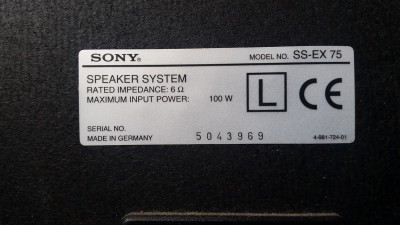 SONY®
MODEL NO. SS-EX 75
SPEAKER SYSTEM
RATED IMPEDANCE: 6 Ω
MAXIMUM INPUT POWER: 100 W
L CE
SERIAL NO.
MADE IN GERMANY 5043969 4-981-724-01